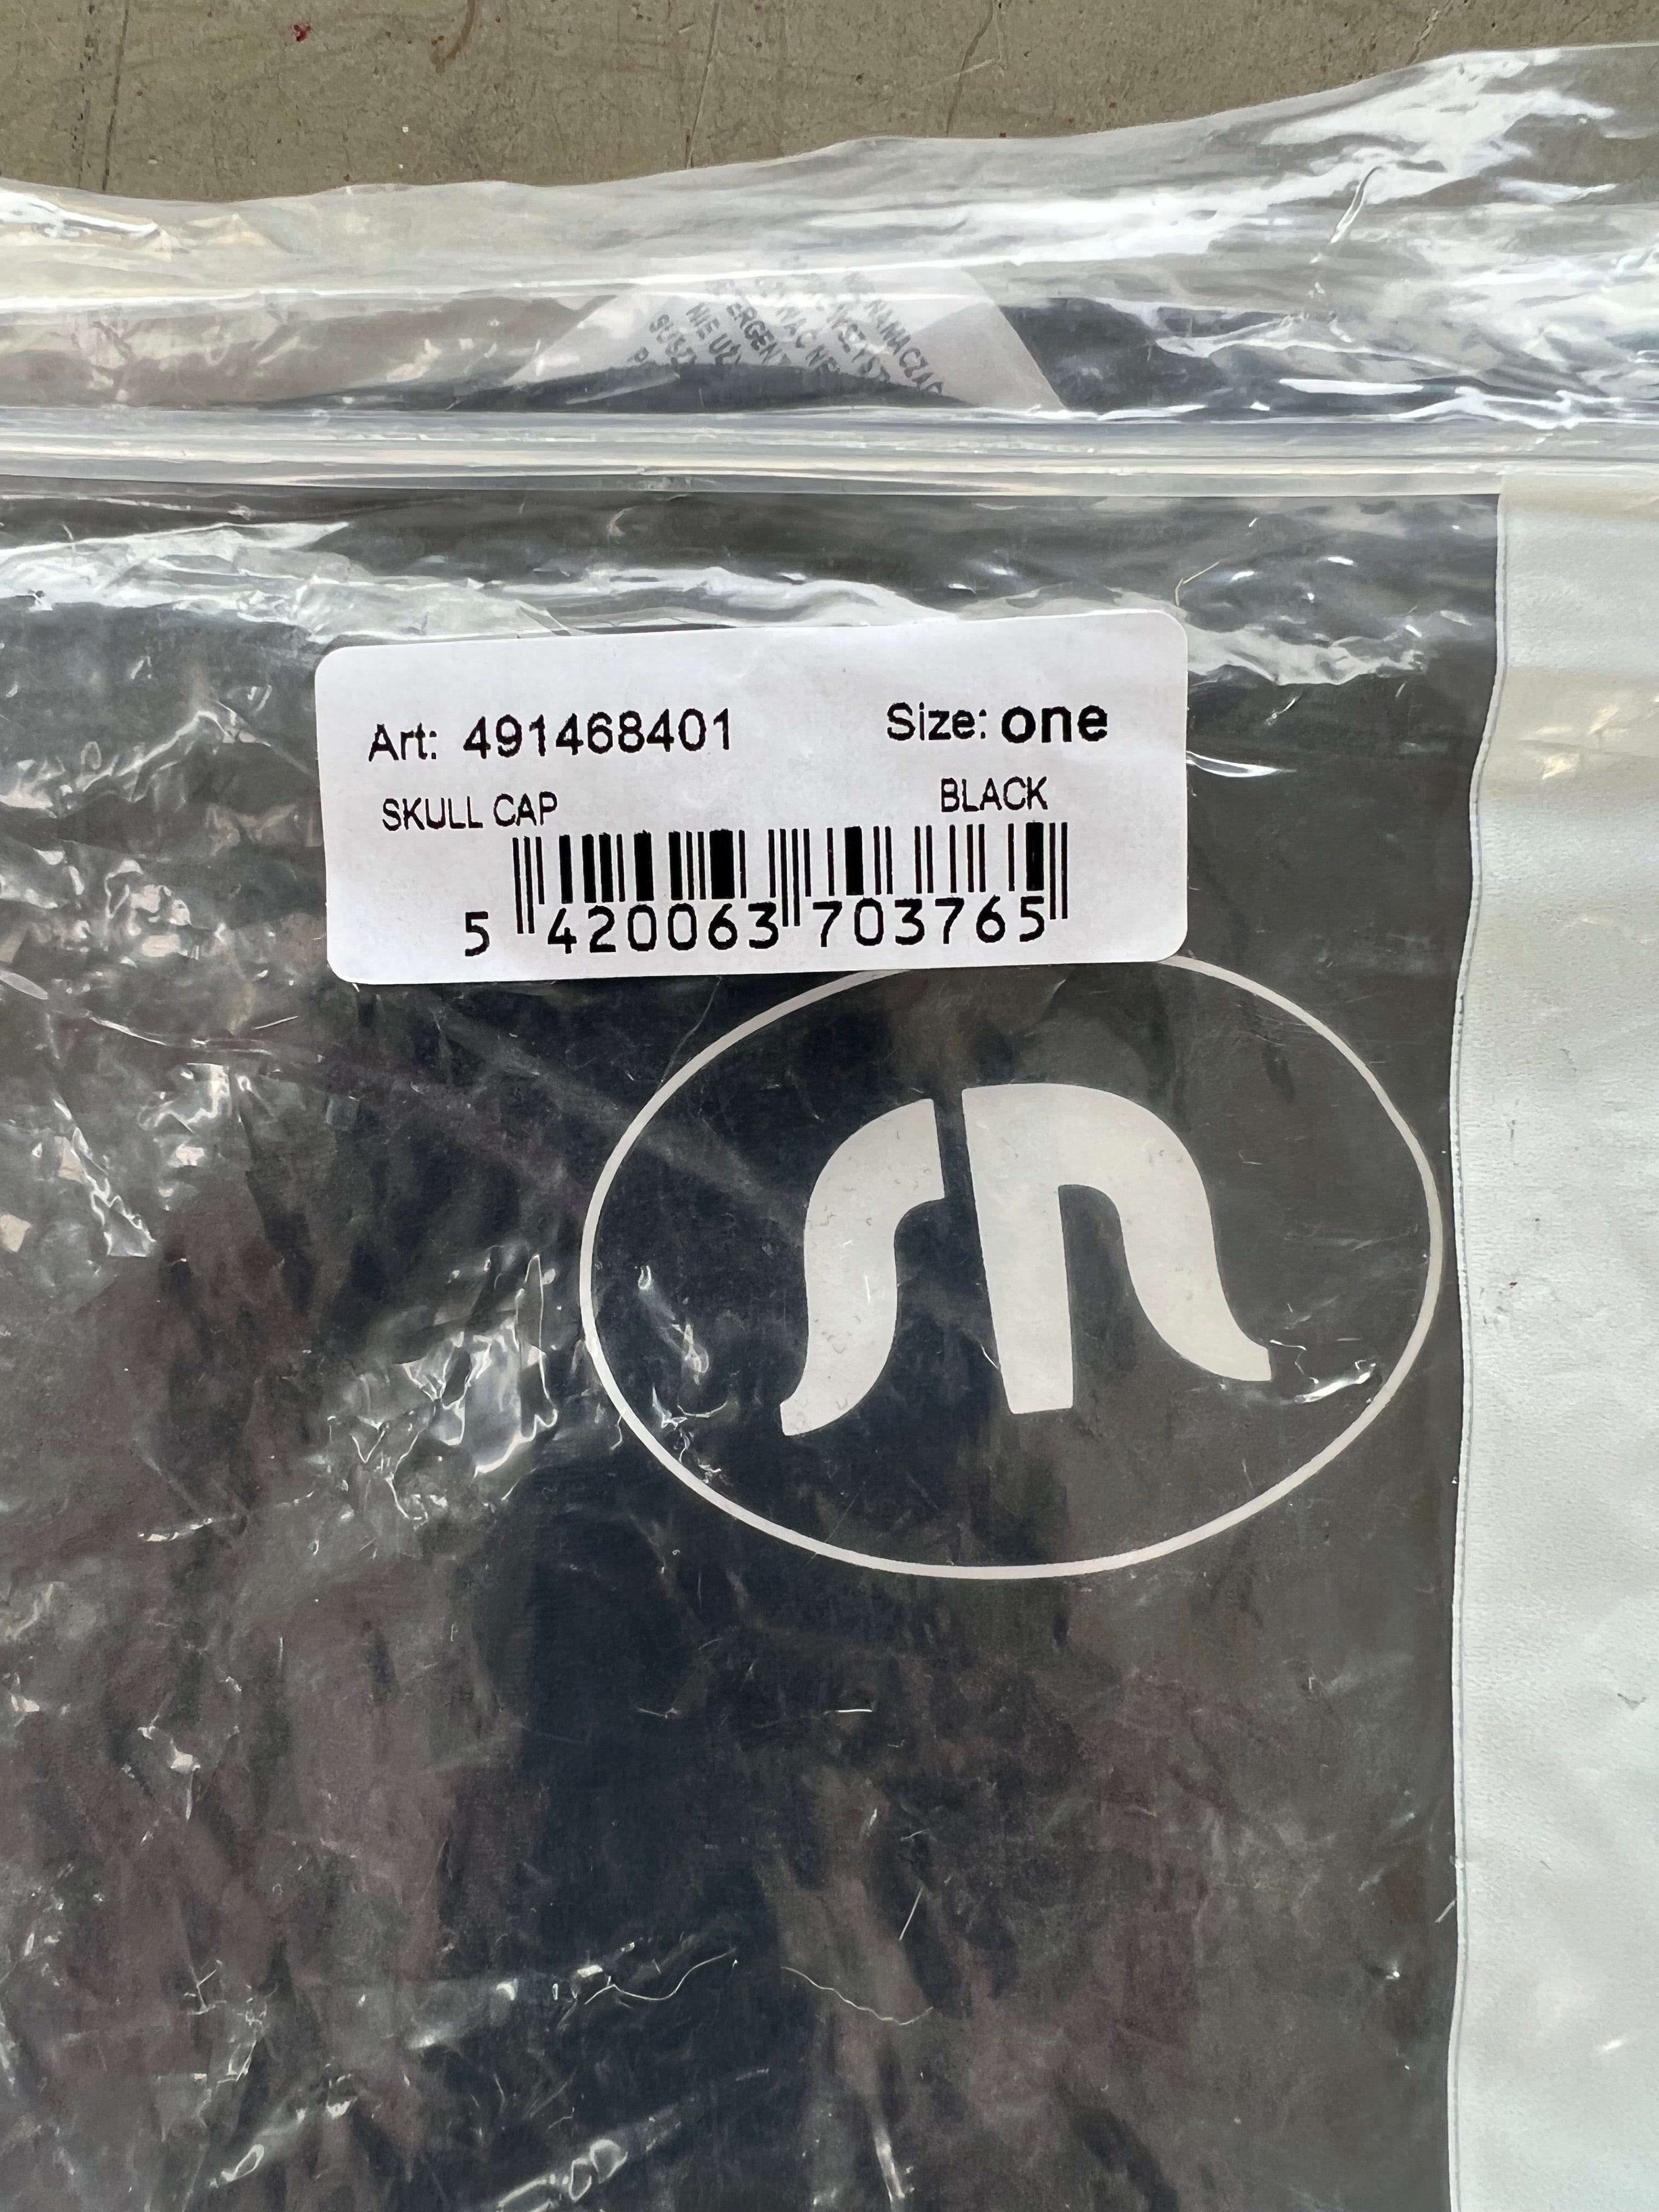 Art: 491468401 Size: one
SKULL CAP BLACK
5 420063 703765